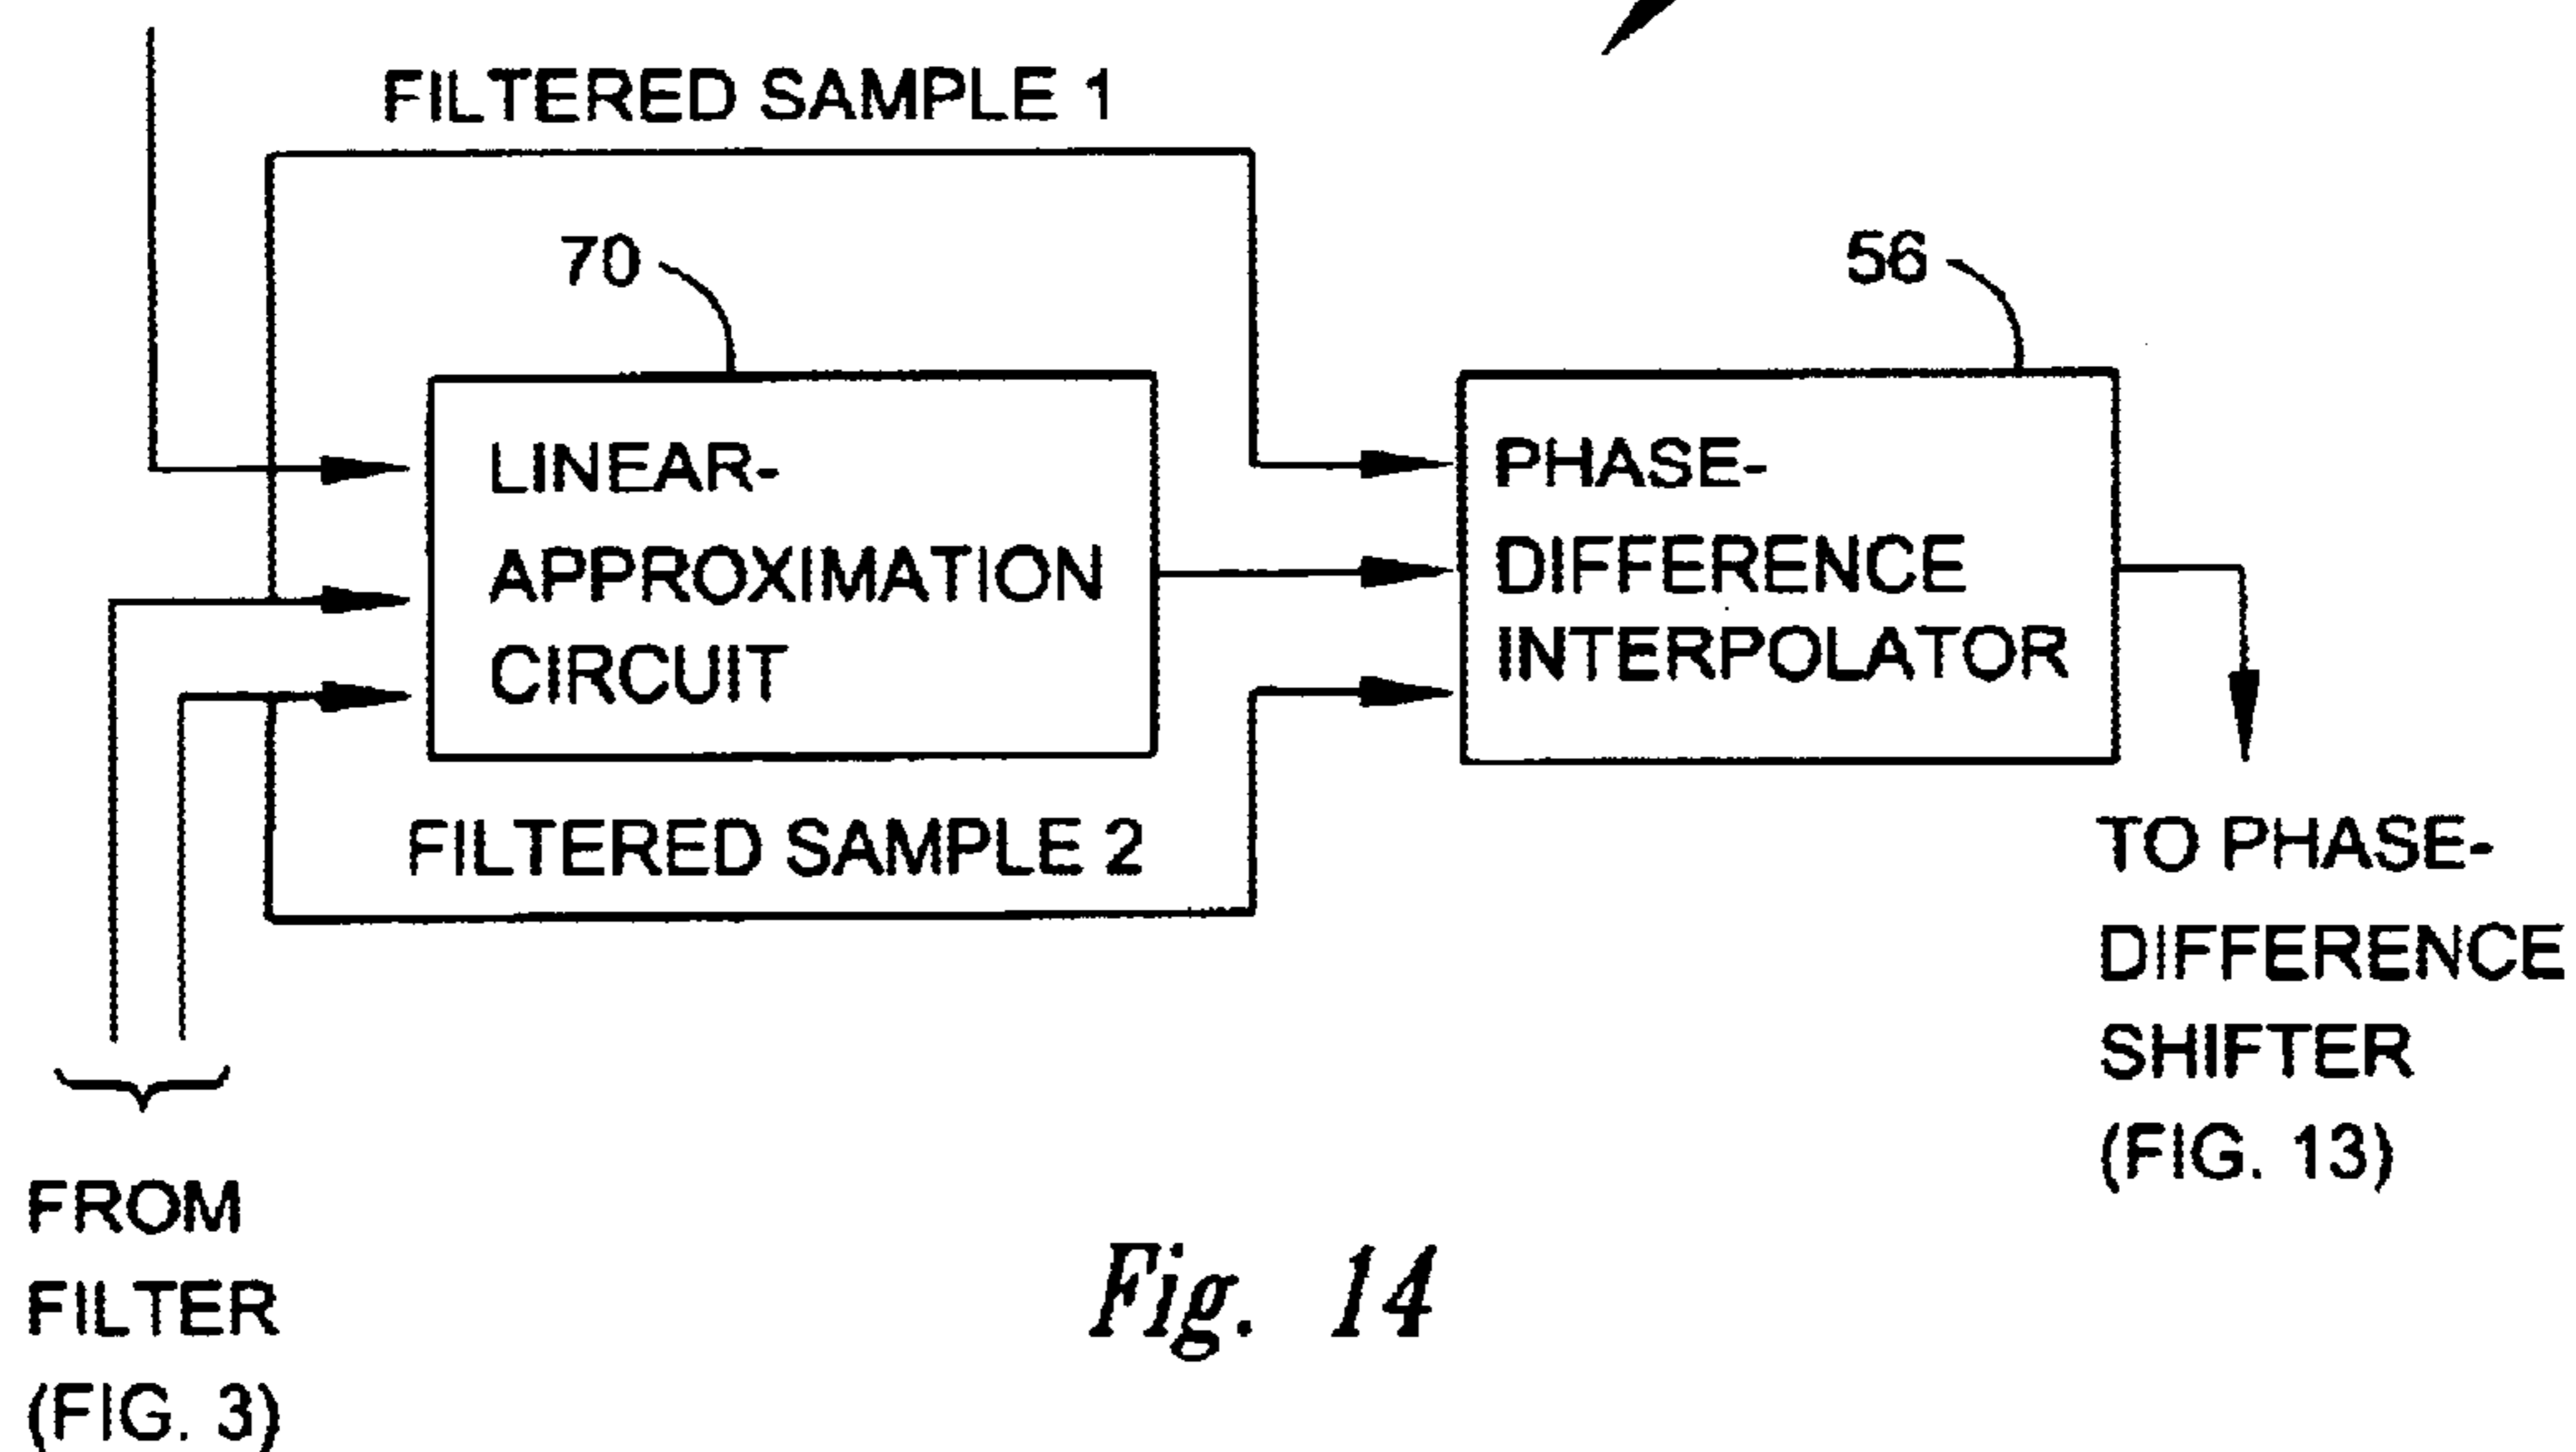 FILTERED SAMPLE 1
70
56
LINEAR-
APPROXIMATION
CIRCUIT
PHASE-
DIFFERENCE
INTERPOLATOR
FILTERED SAMPLE 2
TO PHASE-
DIFFERENCE
SHIFTER
(FIG. 13)
FROM
FILTER
(FIG. 3)
Fig. 14